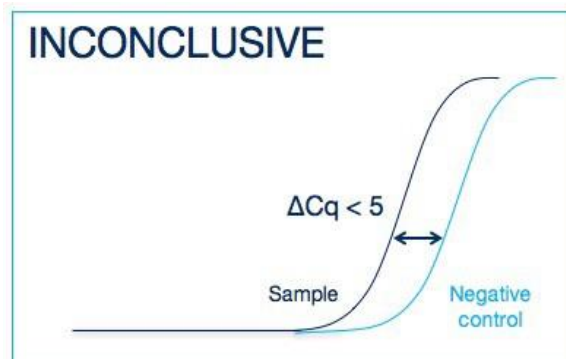 INCONCLUSIVE
ΔCq < 5
Sample
Negative
control